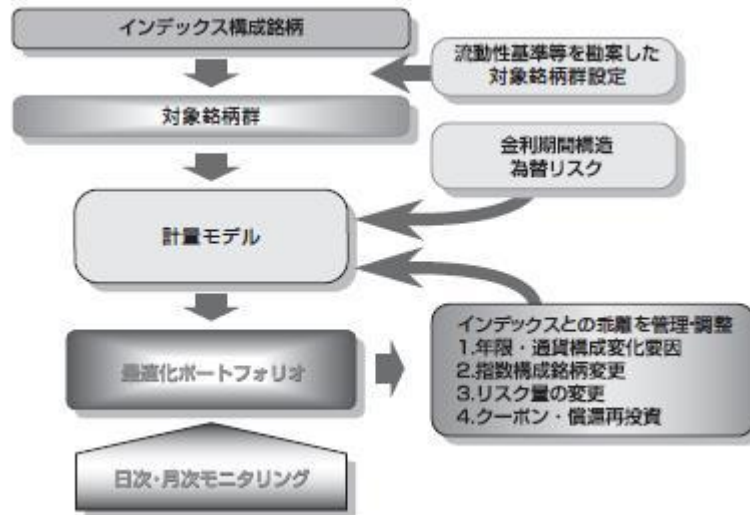 インデックス構成銘柄
流動性基準等を勘案した
対象銘柄群設定
対象銘柄群
金利期間構造
為替リスク
計量モデル
インデックスとの乖離を管理・調整
1.年限・通貨構成変化要因
2.指数構成銘柄変更
3.リスク量の変更
4.クーポン・償還再投資
最適化ポートフォリオ
日次・月次モニタリング